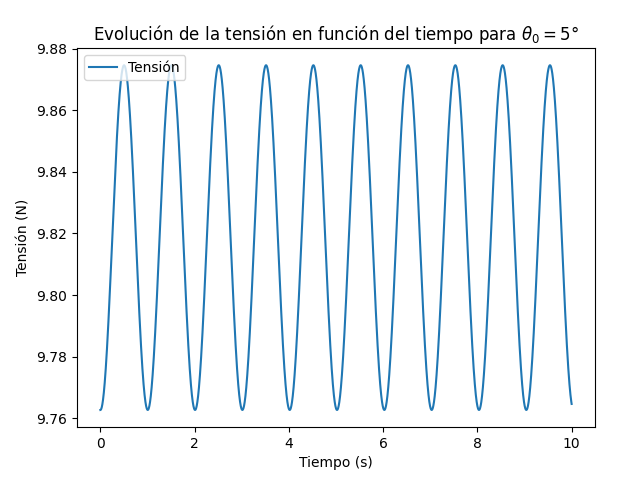 Evolución de la tensión en función del tiempo para θ₀ = 5°
Tensión
9.88
9.86
9.84
9.82
9.80
9.78
9.76
Tensión (N)
0 2 4 6 8 10
Tiempo (s)